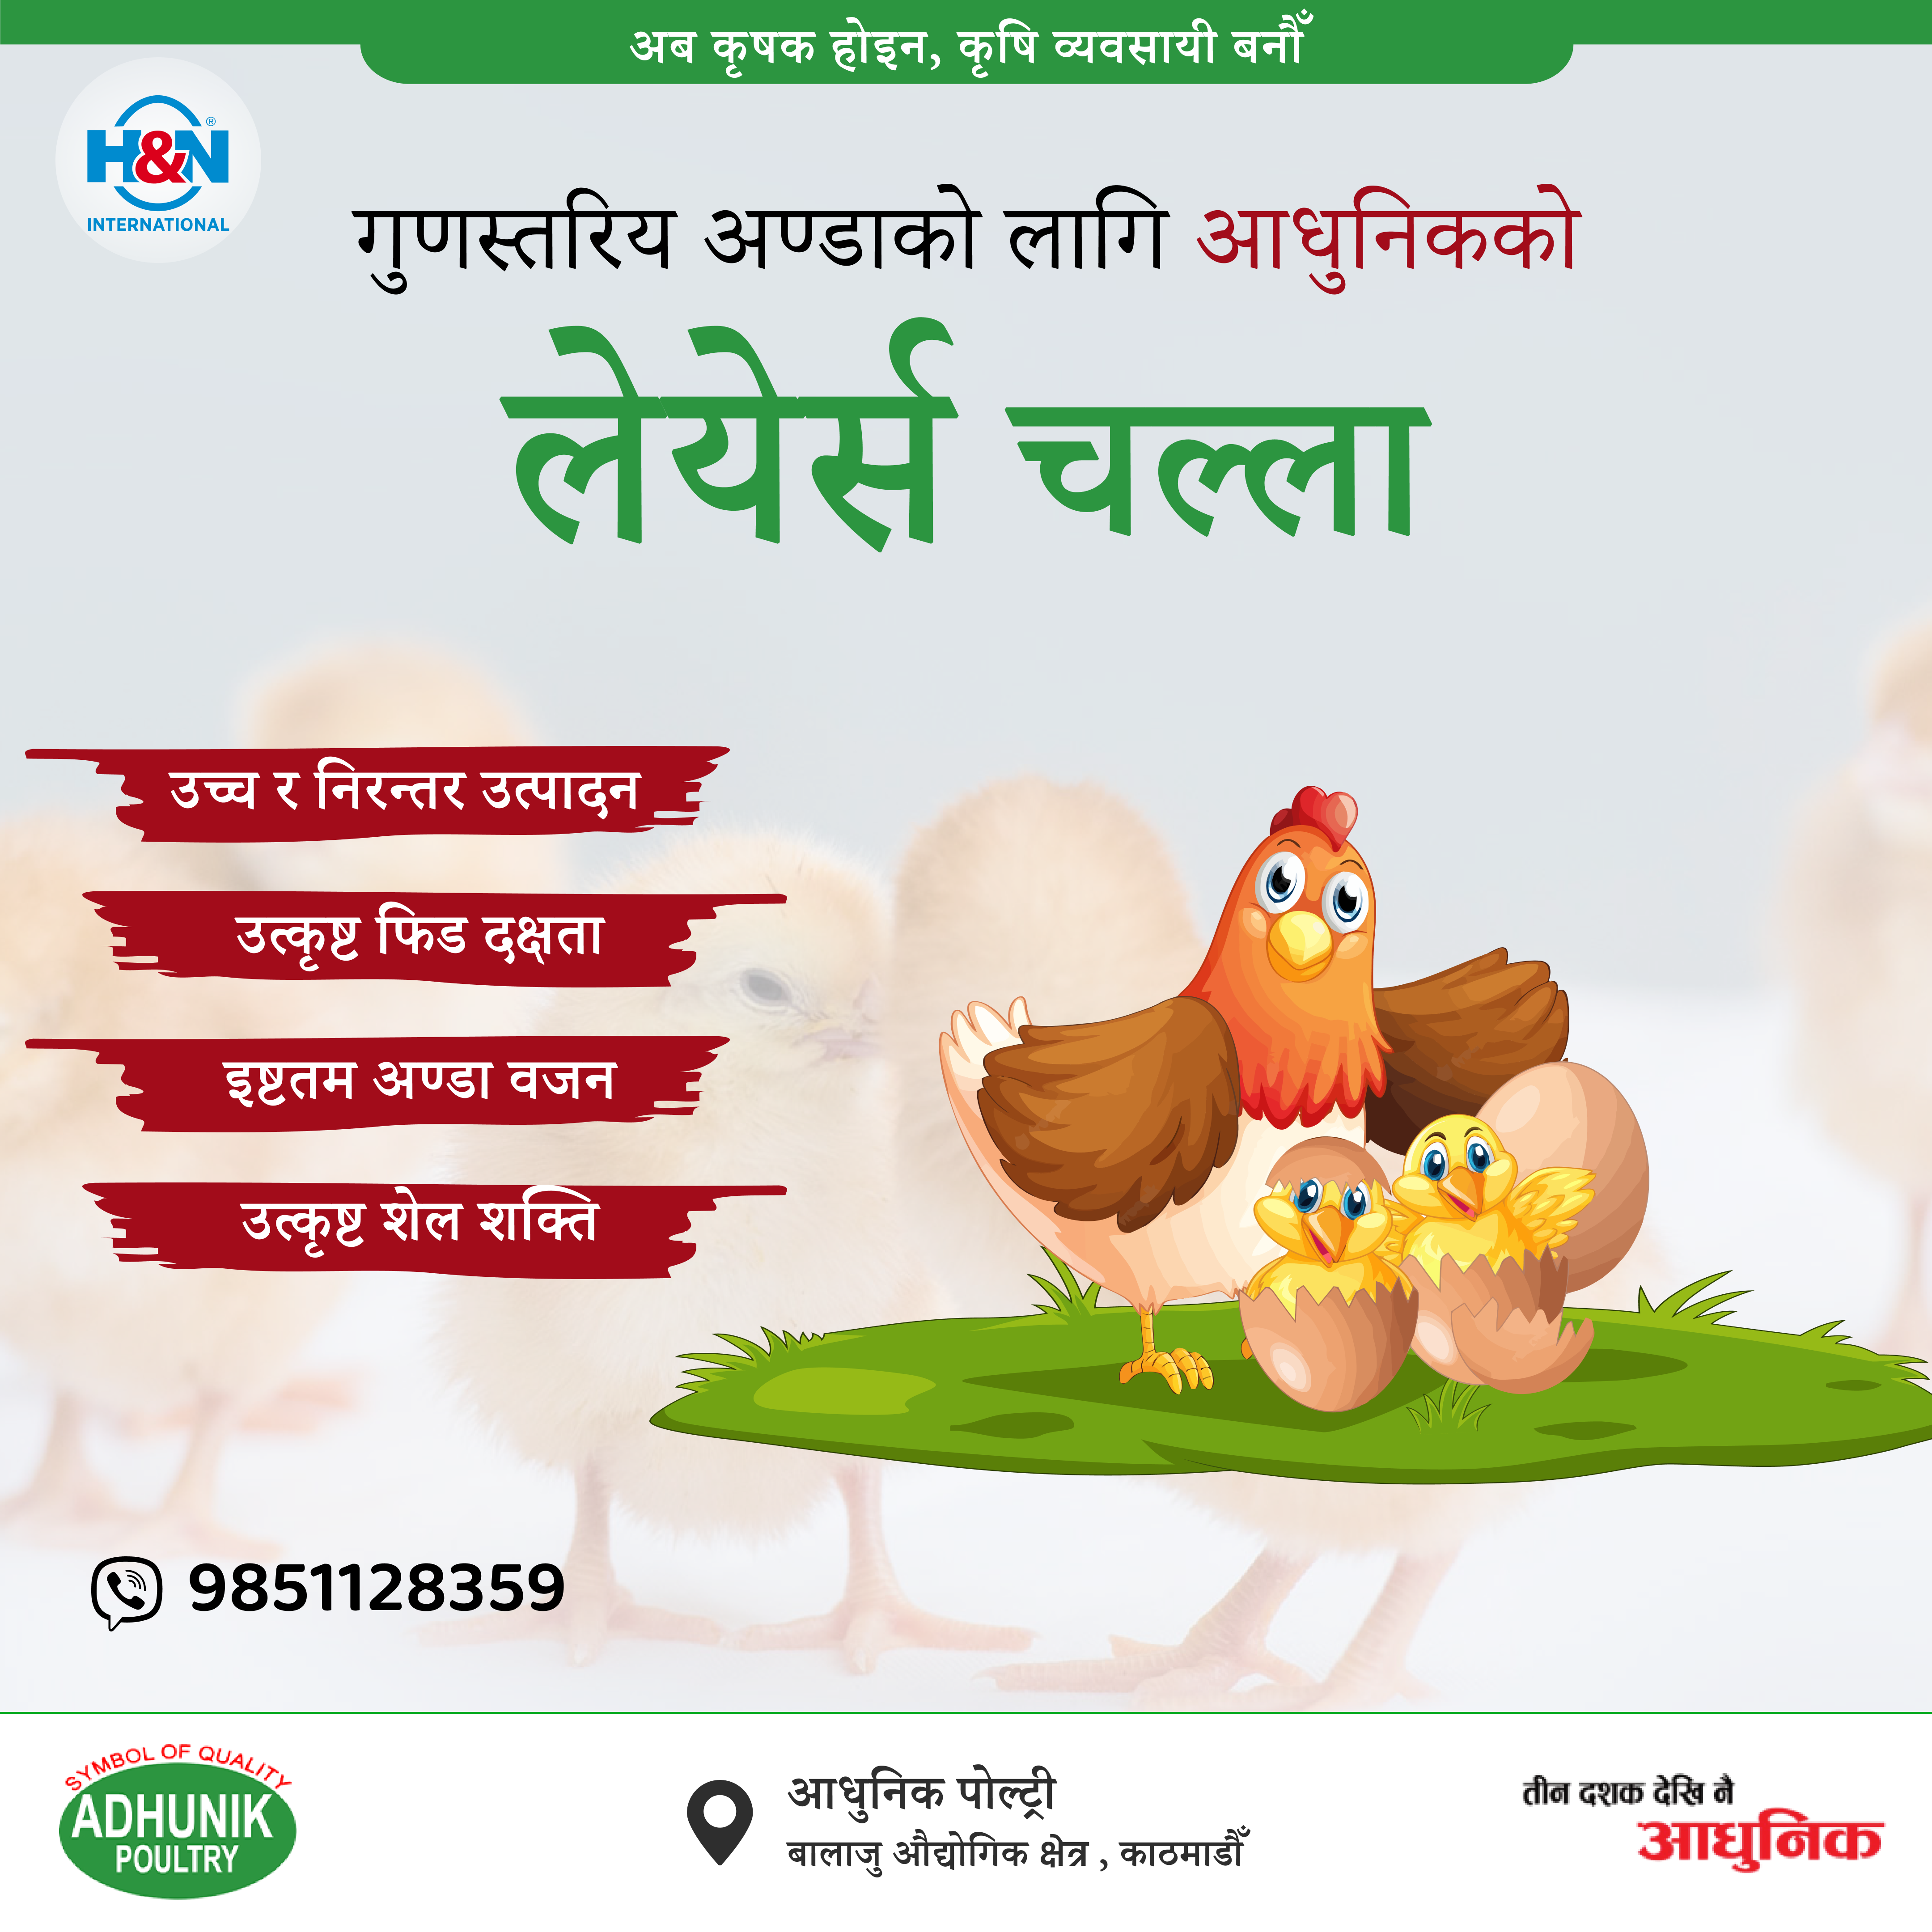 अब कृषक होइन, कृषि व्यवसायी बनौँ
H&N®
INTERNATIONAL
गुणस्तरिय अण्डाको लागि आधुनिकको
लेयेर्स चल्ला
उच्च र निरन्तर उत्पादन
उत्कृष्ट फिड दक्षता
इष्टतम अण्डा वजन
उत्कृष्ट शेल शक्ति
9851128359
SYMBOL OF QUALITY
ADHUNIK
POULTRY
आधुनिक पोल्ट्री
बालाजु औद्योगिक क्षेत्र , काठमाडौँ
तीन दशक देखि नै
आधुनिक